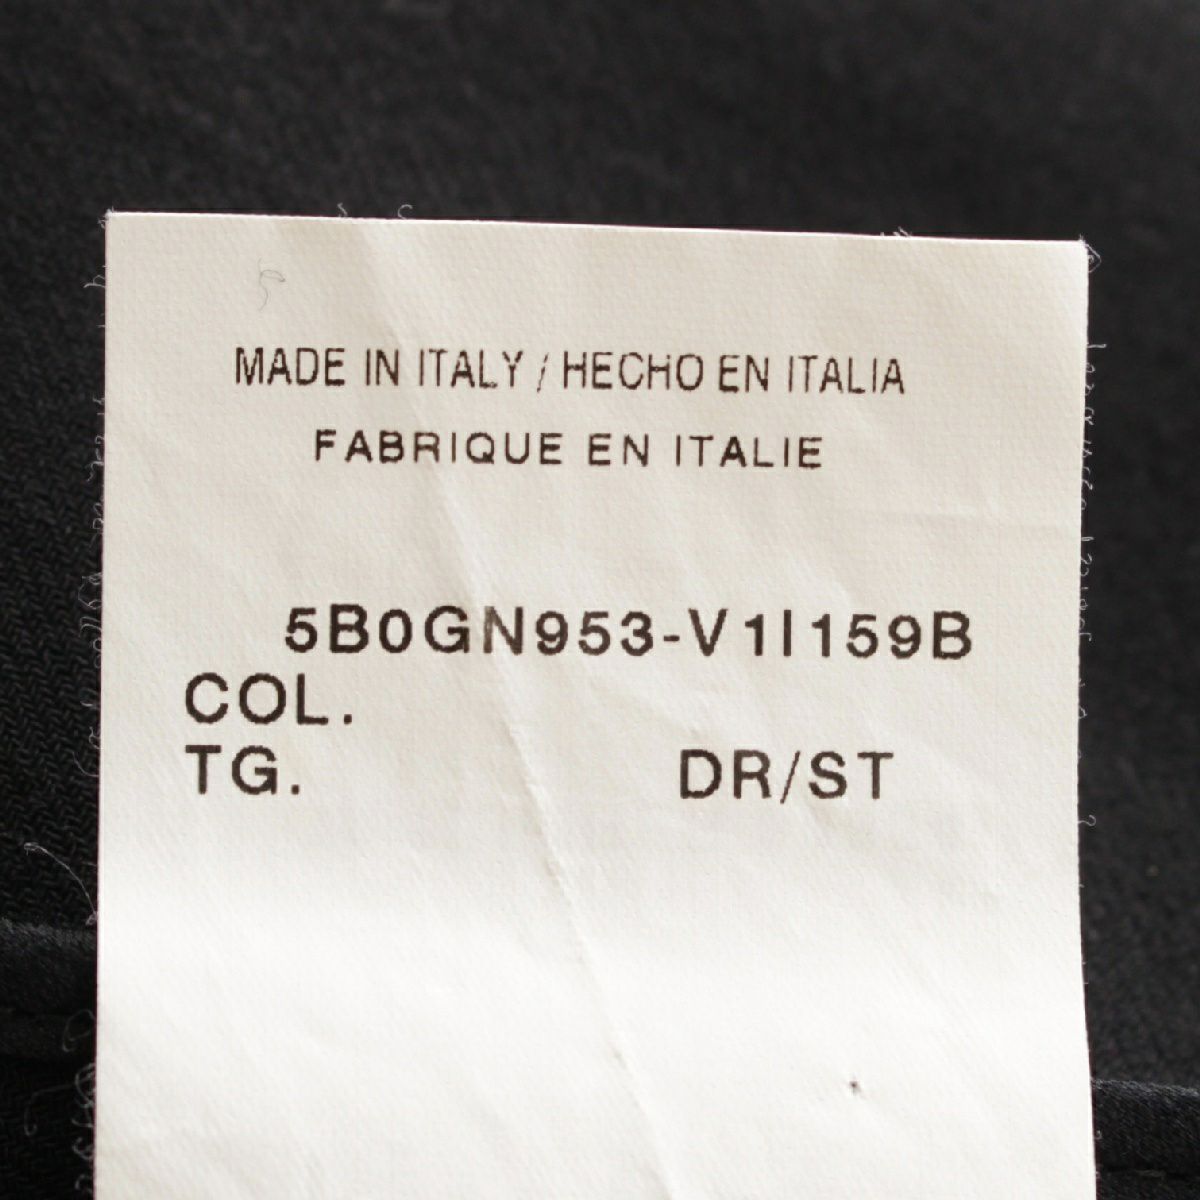 MADE IN ITALY / HECHO EN ITALIA
FABRIQUE EN ITALIE
5B0GN953-V1I159B
COL.
TG. DR/ST